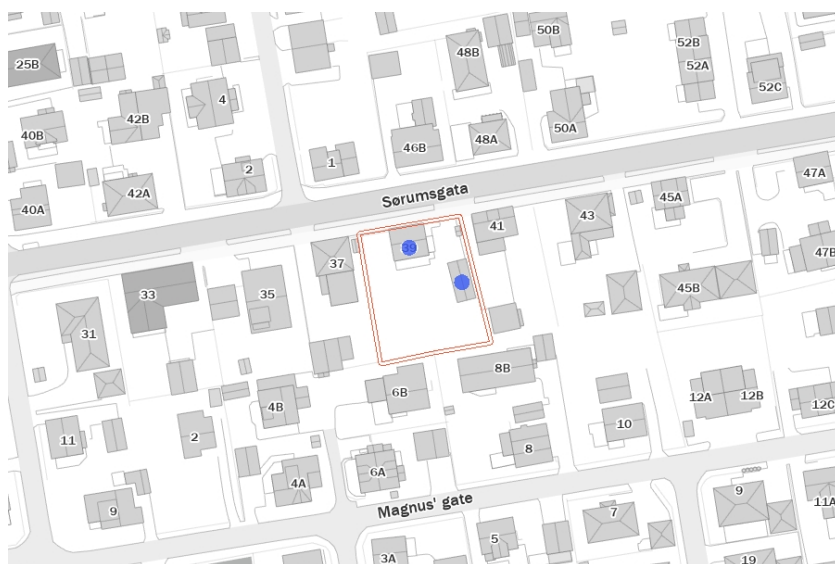 50B
48B
52B
25B
52A
52C
4
42B
50A
40B
48A
46B
1
2
47A
42A
45A
Sørumsgata
40A
43
41
39
47B
37
45B
33
35
31
8B
6B
12A
12B
12C
4B
10
2
11
8
6A
4A
9
9
Magnus' gate
11A
7
5
3A
19